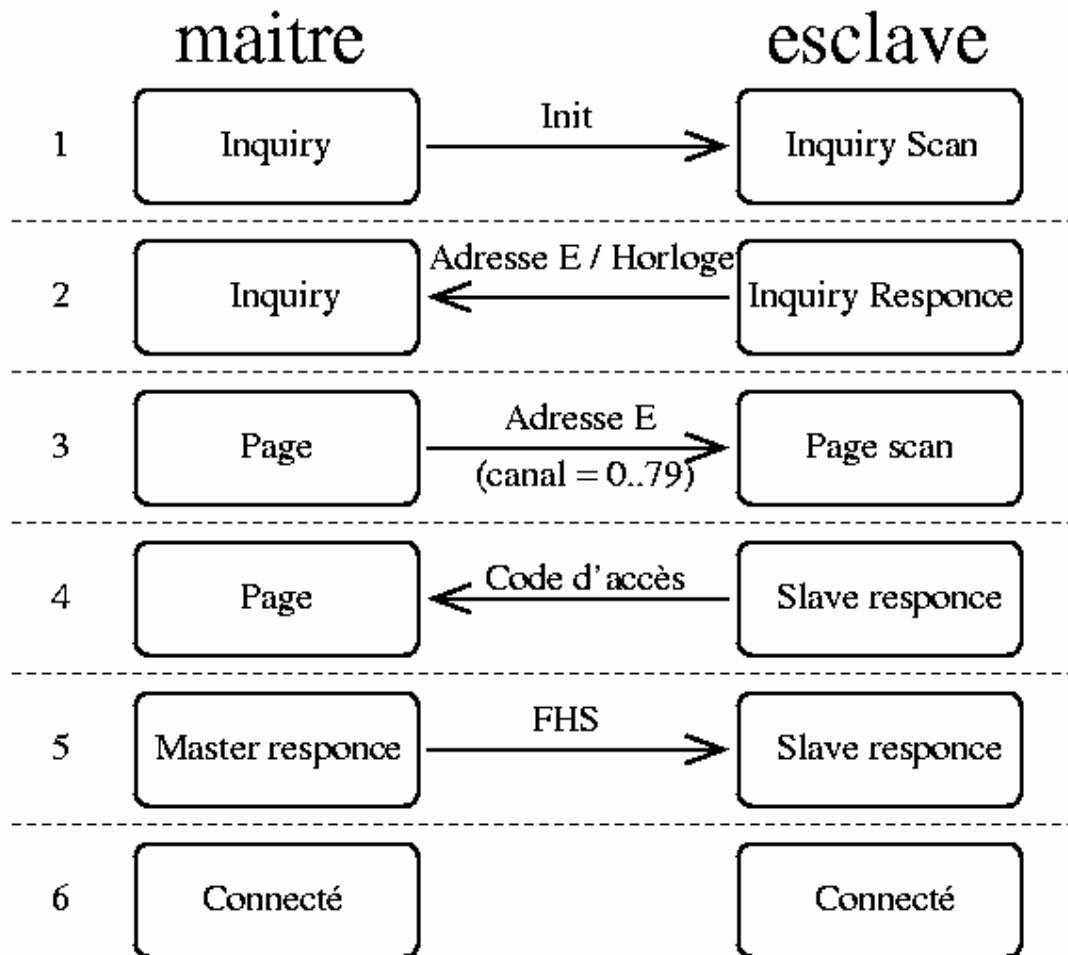 maitre esclave
1 Inquiry Init Inquiry Scan
2 Inquiry Adresse E / Horloge Inquiry Responce
3 Page Adresse E Page scan
(canal = 0..79)
4 Page Code d'accès Slave responce
5 Master responce FHS Slave responce
6 Connecté Connecté